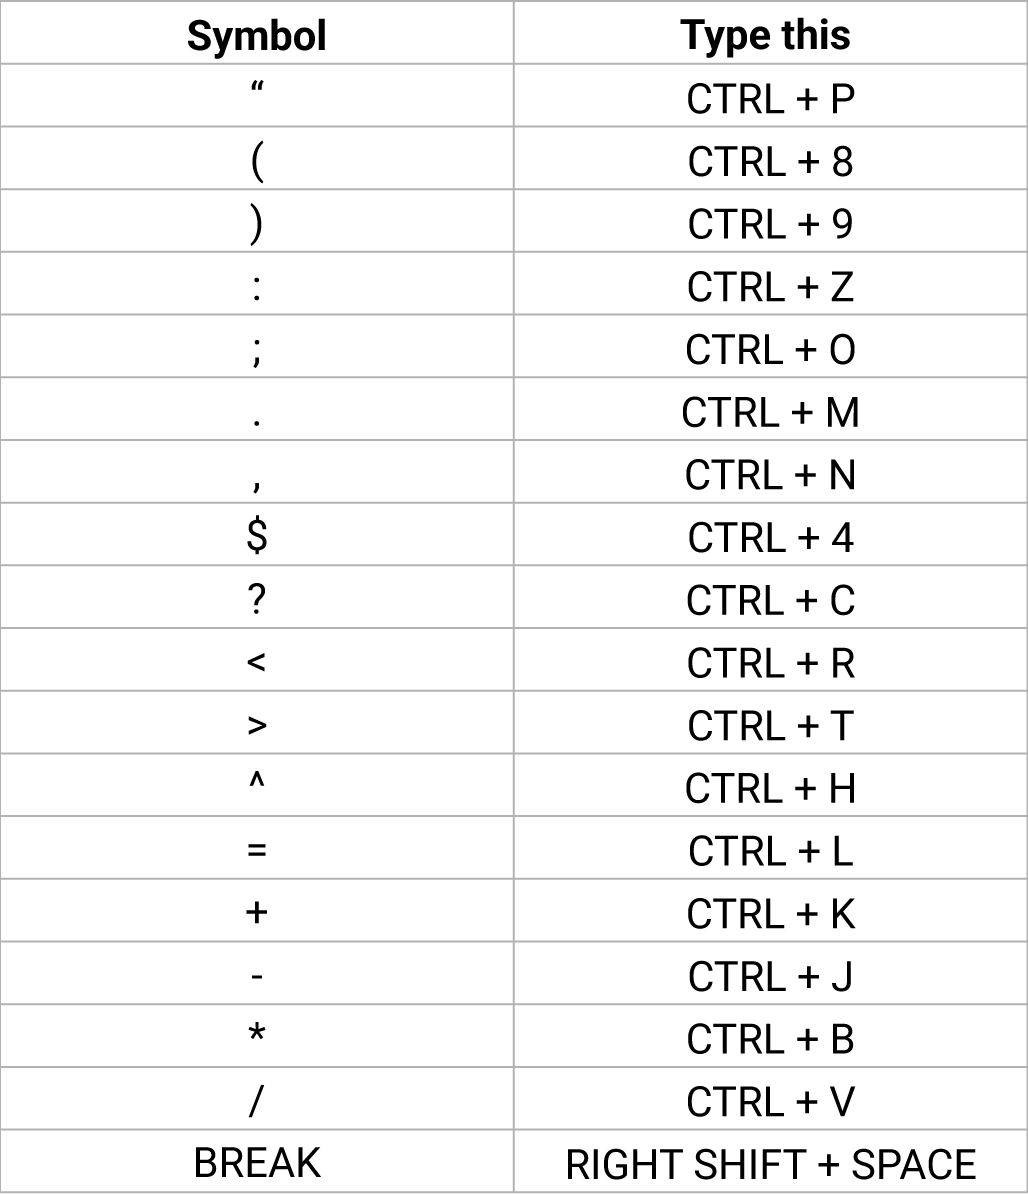 Symbol Type this
“ CTRL + P
( CTRL + 8
) CTRL + 9
: CTRL + Z
; CTRL + O
. CTRL + M
, CTRL + N
$ CTRL + 4
? CTRL + C
< CTRL + R
> CTRL + T
^ CTRL + H
= CTRL + L
+ CTRL + K
- CTRL + J
* CTRL + B
/ CTRL + V
BREAK RIGHT SHIFT + SPACE